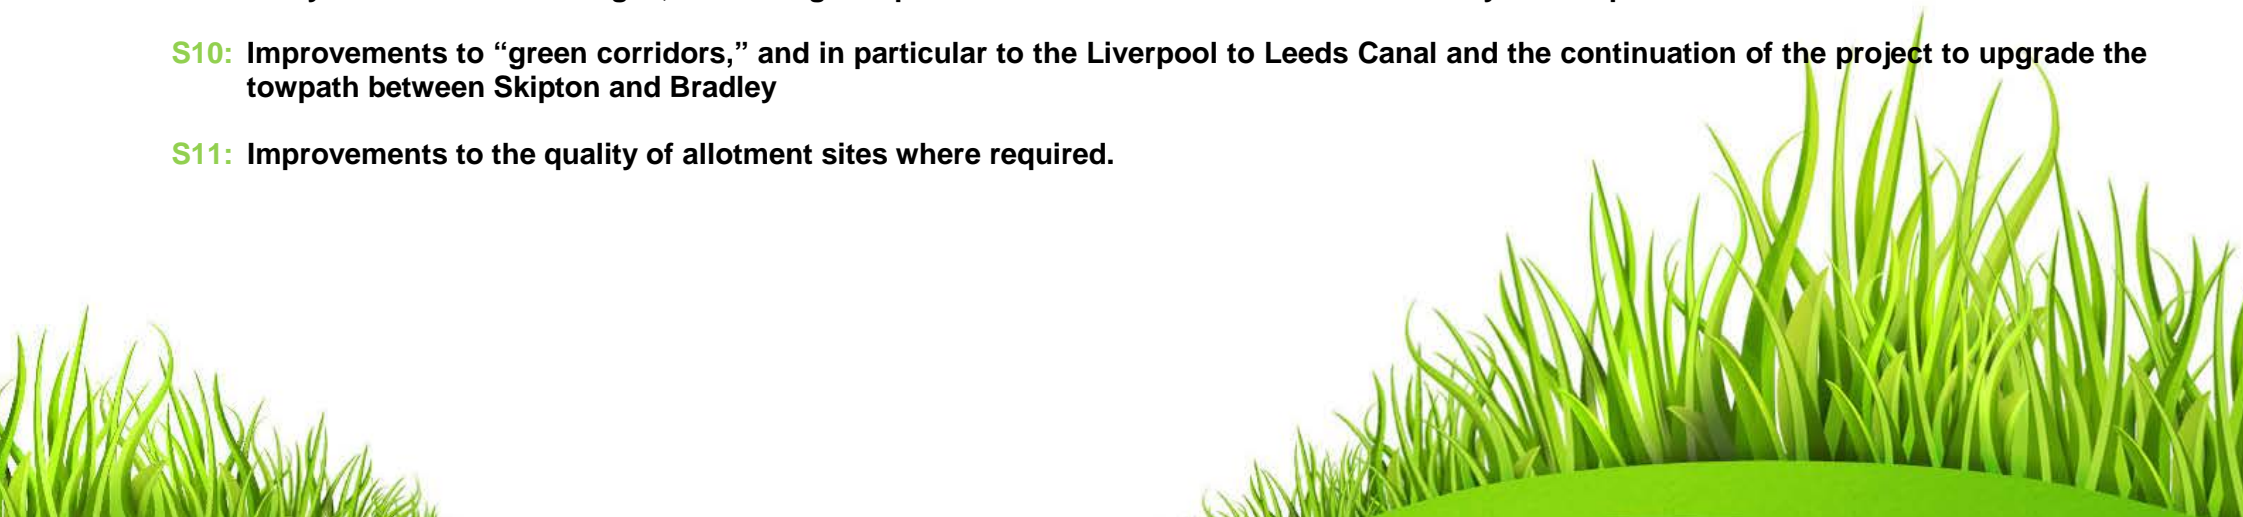 S10: Improvements to “green corridors,” and in particular to the Liverpool to Leeds Canal and the continuation of the project to upgrade the
towpath between Skipton and Bradley
S11: Improvements to the quality of allotment sites where required.